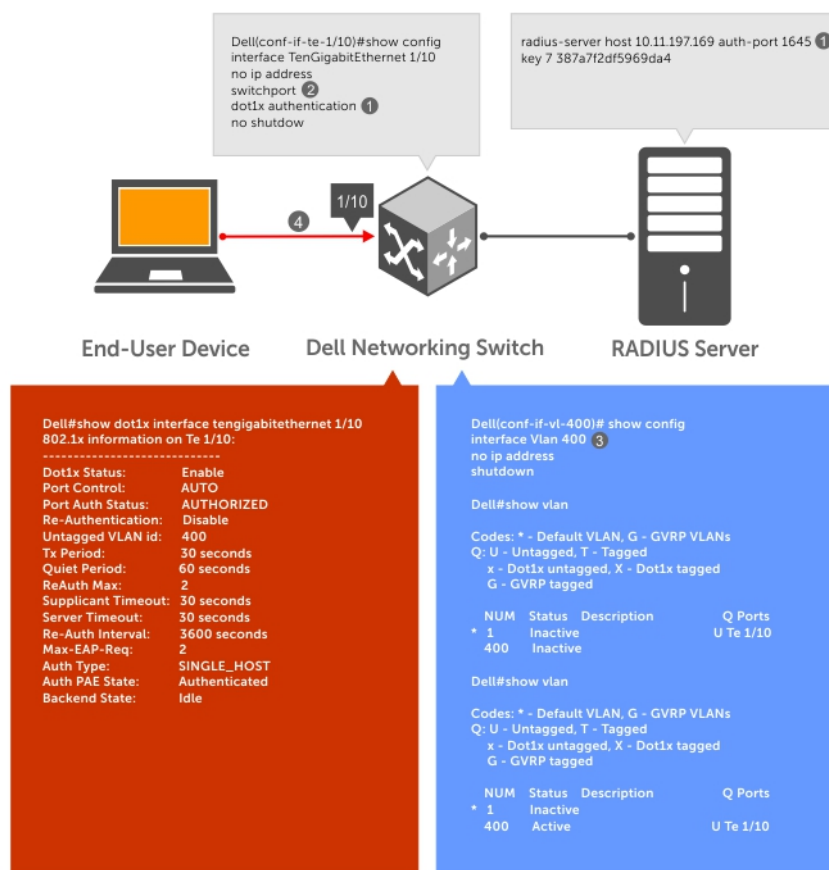 Dell(conf-if-te-1/10)#show config
interface TenGigabitEthernet 1/10
no ip address
switchport 2
dot1x authentication 1
no shutdow
radius-server host 10.11.197.169 auth-port 1645 1
key 7 387a7f2df5969da4
1/10
4
End-User Device
Dell Networking Switch
RADIUS Server
Dell#show dot1x interface tengigabitethernet 1/10
802.1x information on Te 1/10:
-----------------------------
Dot1x Status: Enable
Port Control: AUTO
Port Auth Status: AUTHORIZED
Re-Authentication: Disable
Untagged VLAN id: 400
Tx Period: 30 seconds
Quiet Period: 60 seconds
ReAuth Max: 2
Supplicant Timeout: 30 seconds
Server Timeout: 30 seconds
Re-Auth Interval: 3600 seconds
Max-EAP-Req: 2
Auth Type: SINGLE_HOST
Auth PAE State: Authenticated
Backend State: Idle
Dell(conf-if-vl-400)# show config
interface Vlan 400 3
no ip address
shutdown
Dell#show vlan
Codes: * - Default VLAN, G - GVRP VLANs
Q: U - Untagged, T - Tagged
x - Dot1x untagged, X - Dot1x tagged
G - GVRP tagged
NUM Status Description Q Ports
* 1 Inactive U Te 1/10
400 Inactive
Dell#show vlan
Codes: * - Default VLAN, G - GVRP VLANs
Q: U - Untagged, T - Tagged
x - Dot1x untagged, X - Dot1x tagged
G - GVRP tagged
NUM Status Description Q Ports
* 1 Inactive
400 Active U Te 1/10